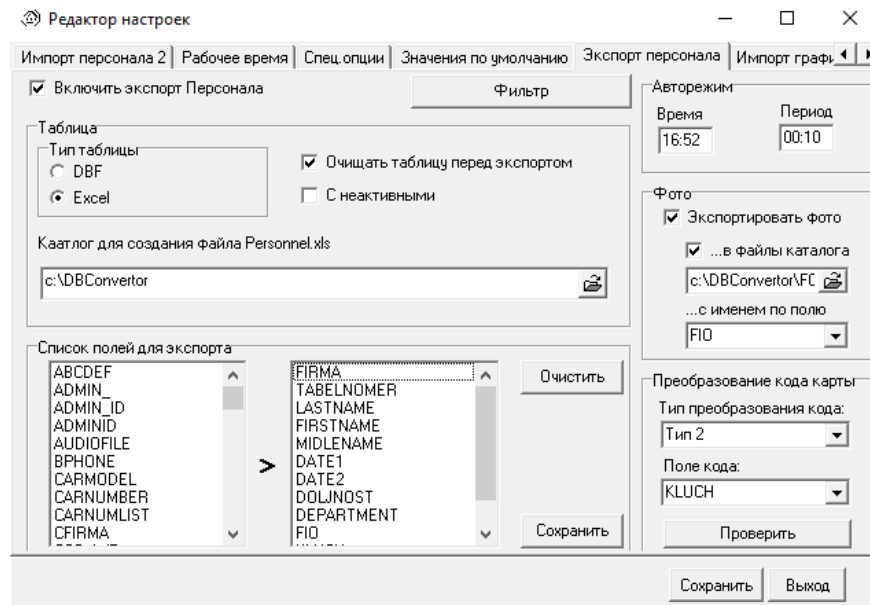 Редактор настроек
Импорт персонала 2 Рабочее время Спец.опции Значения по умолчанию Экспорт персонала Импорт графи
Включить экспорт Персонала
Фильтр
Таблица
Тип таблицы
DBF
Excel
Очищать таблицу перед экспортом
С неактивными
Каатлог для создания файла Personnel.xls
c:\DBConvertor
Список полей для экспорта
ABCDEF
ADMIN_
ADMIN_ID
ADMINID
AUDIOFILE
BPHONE
CARMODEL
CARNUMBER
CARNUMLIST
CFIRMA
>
FIRMA
TABELNOMER
LASTNAME
FIRSTNAME
MIDLENAME
DATE1
DATE2
DOLJNOST
DEPARTMENT
FIO
Очистить
Сохранить
Авторежим
Время Период
16:52 00:10
Фото
Экспортировать фото
...в файлы каталога
c:\DBConvertor\FC
...с именем по полю
FIO
Преобразование кода карты
Тип преобразования кода:
Тип 2
Поле кода:
KLUCH
Проверить
Сохранить Выход